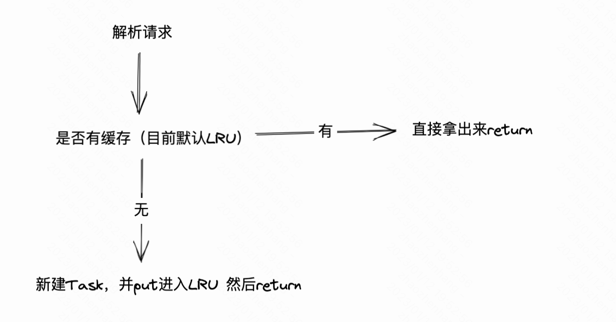 解析请求
是否有缓存（目前默认LRU）
有
直接拿出来return
无
新建Task，并put进入LRU 然后return